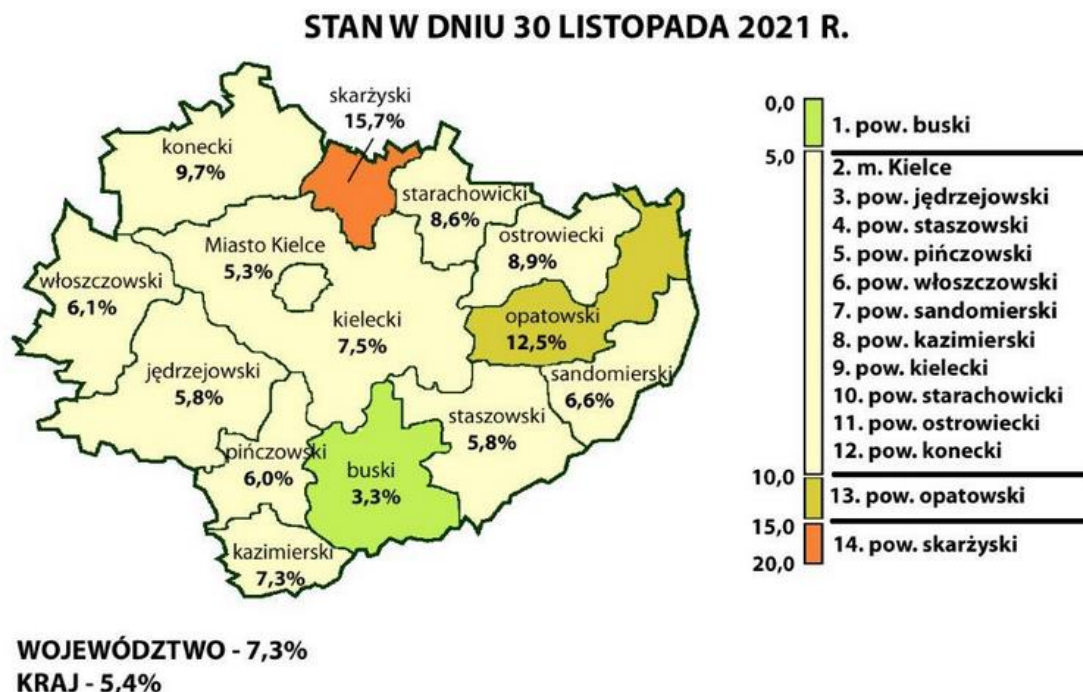 STAN W DNIU 30 LISTOPADA 2021 R.
skarżyski
15,7%
konecki
9,7%
starachowicki
8,6%
ostrowiecki
8,9%
Miasto Kielce
5,3%
włoszczowski
6,1%
kielecki
7,5%
opatowski
12,5%
jędrzejowski
5,8%
sandomierski
6,6%
staszowski
5,8%
pińczowski
6,0%
buski
3,3%
kazimierski
7,3%
0,0
1. pow. buski
5,0
2. m. Kielce
3. pow. jędrzejowski
4. pow. staszowski
5. pow. pińczowski
6. pow. włoszczowski
7. pow. sandomierski
8. pow. kazimierski
9. pow. kielecki
10. pow. starachowicki
11. pow. ostrowiecki
12. pow. konecki
10,0
13. pow. opatowski
15,0
14. pow. skarżyski
20,0
WOJEWÓDZTWO - 7,3%
KRAJ - 5,4%